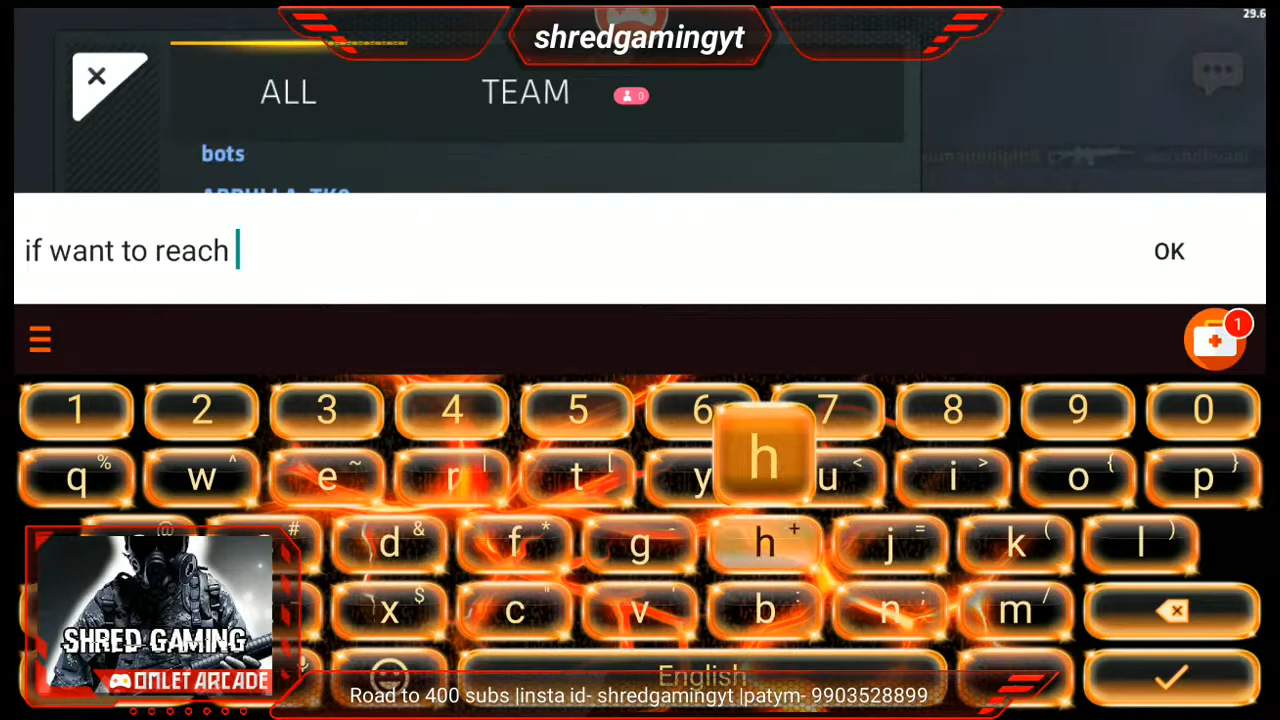 shredgamingyt
29.6
ALL TEAM 0
bots
ABDULLA_TK9
if want to reach
OK
1
1 2 3 4 5 6 7 8 9 0
h
q % w ^ e ~ r | t [ y u < i > o { p }
@ # d & f * g h + j = k ( l )
x $ c " v ' b : n ; m /
SHRED GAMING
OMLET ARCADE
English
Road to 400 subs |insta id- shredgamingyt |patym- 9903528899